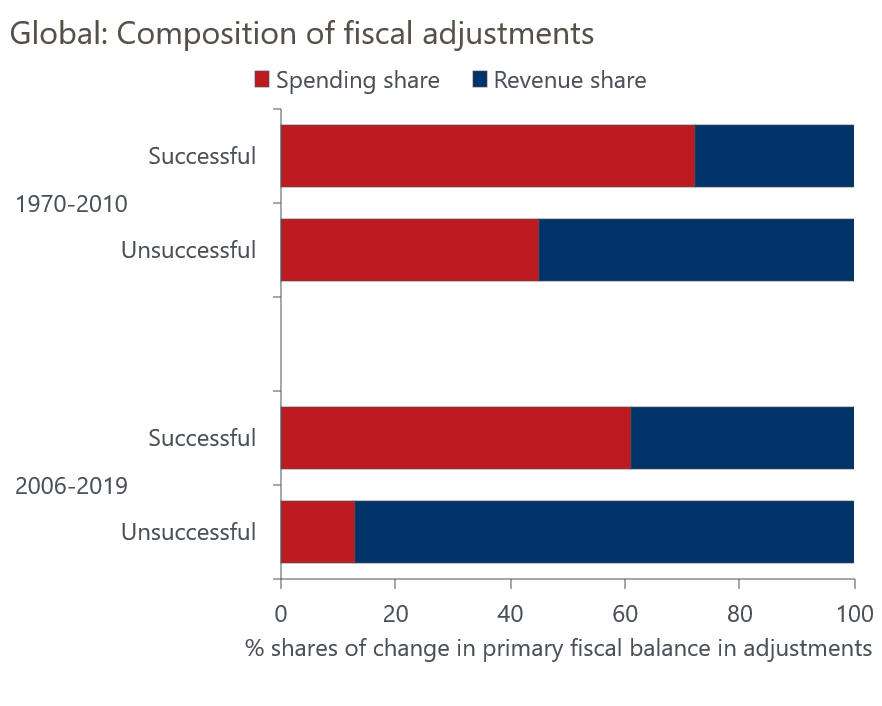 Global: Composition of fiscal adjustments
Spending share Revenue share
Successful
1970-2010
Unsuccessful
Successful
2006-2019
Unsuccessful
0 20 40 60 80 100
% shares of change in primary fiscal balance in adjustments